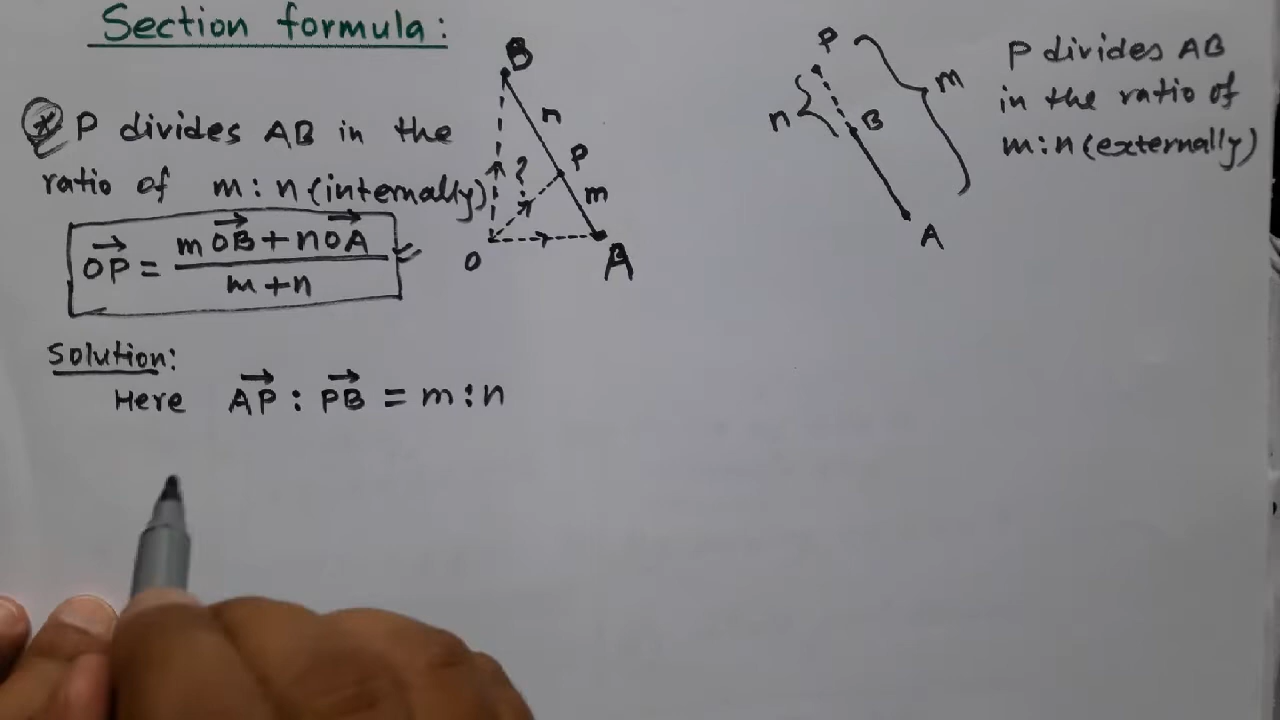 Section formula:
* P divides AB in the
ratio of m:n (internally)
OP = mOB + nOA
m+n
Solution:
Here AP : PB = m:n
B
n
P
?
m
O
A
P
m
n
B
A
P divides AB
in the ratio of
m:n (externally)